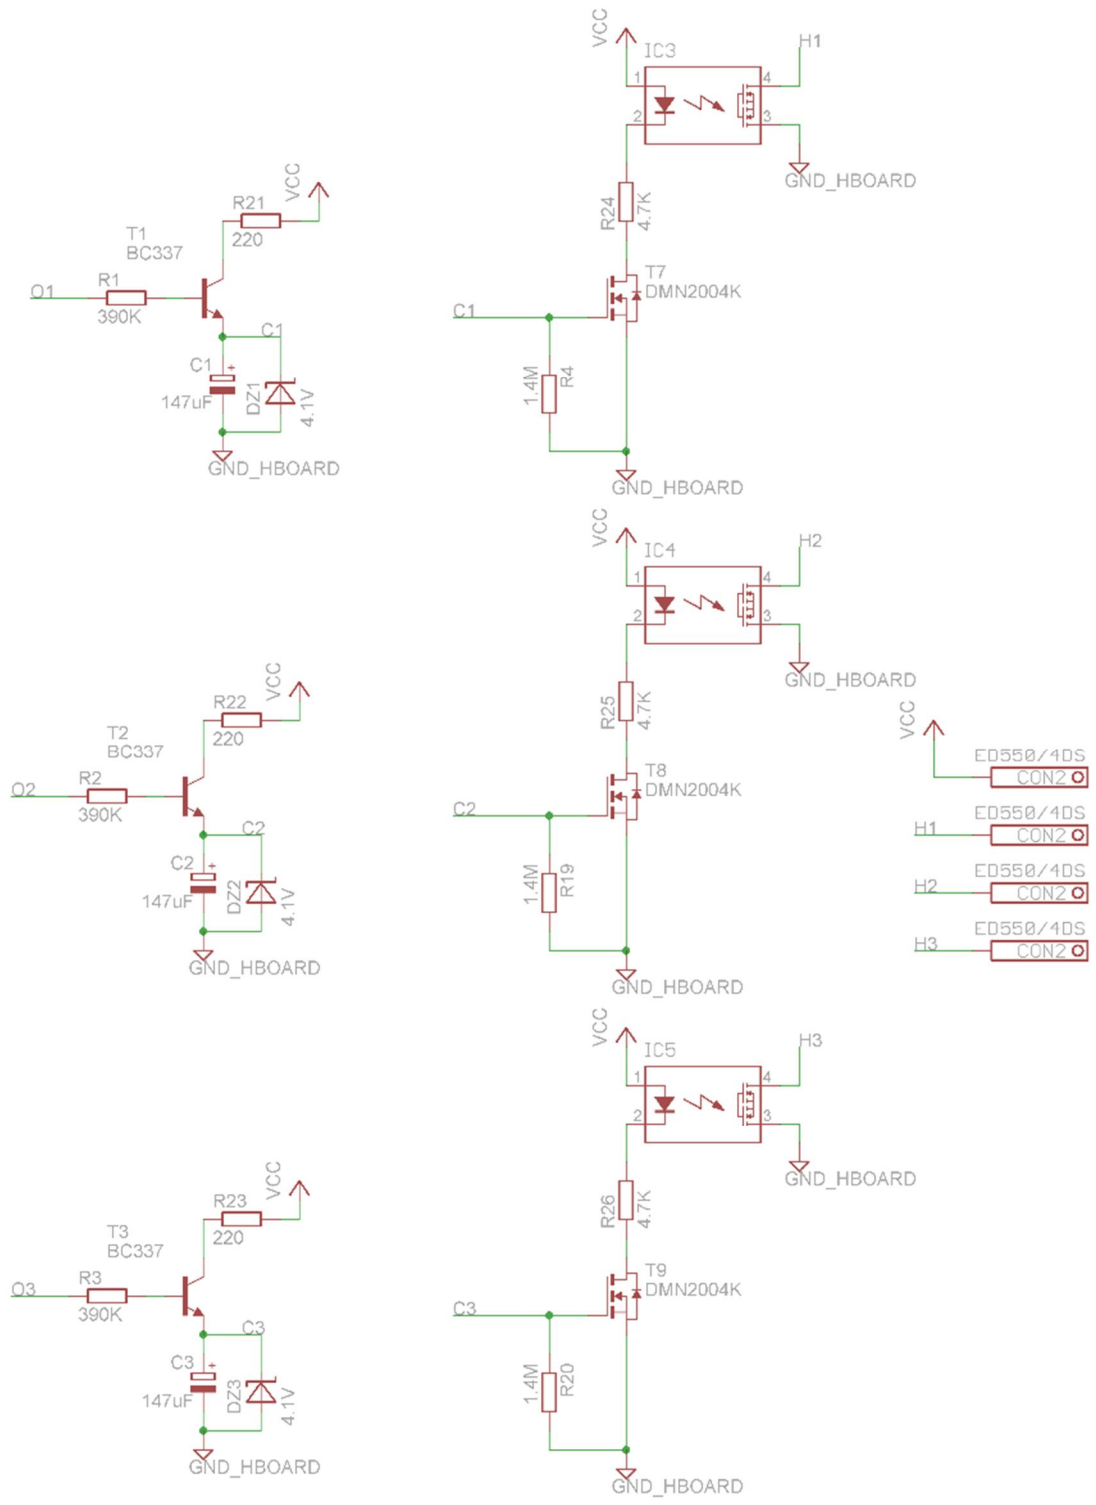 VCC
IC3
H1
1
4
2
3
GND_HBOARD
R24
4.7K
VCC
R21
220
T1
BC337
O1
R1
390K
C1
C1
+
147uF
DZ1
4.1V
GND_HBOARD
T7
DMN2004K
C1
1.4M
R4
GND_HBOARD
VCC
IC4
H2
1
4
2
3
GND_HBOARD
R25
4.7K
VCC
R22
220
T2
BC337
O2
R2
390K
C2
C2
+
147uF
DZ2
4.1V
GND_HBOARD
T8
DMN2004K
C2
1.4M
R19
GND_HBOARD
VCC
ED550/4DS
CON2
ED550/4DS
H1
CON2
ED550/4DS
H2
CON2
ED550/4DS
H3
CON2
VCC
IC5
H3
1
4
2
3
GND_HBOARD
R26
4.7K
VCC
R23
220
T3
BC337
O3
R3
390K
C3
C3
+
147uF
DZ3
4.1V
GND_HBOARD
T9
DMN2004K
C3
1.4M
R20
GND_HBOARD